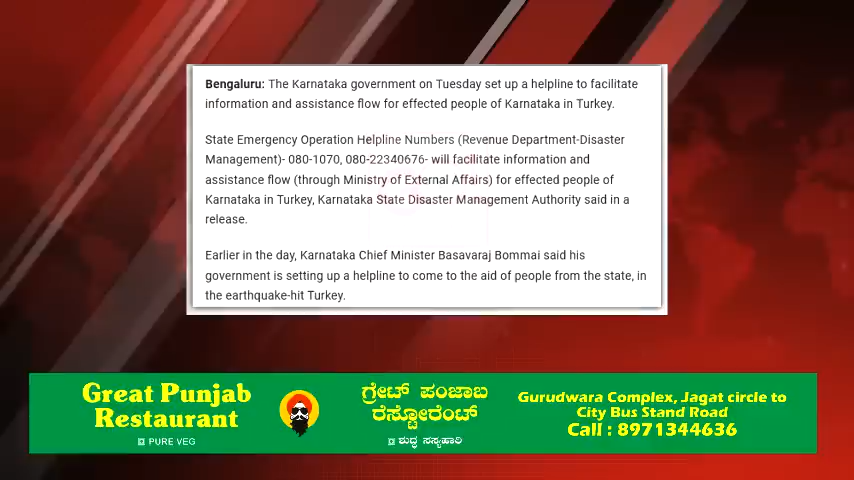 Bengaluru: The Karnataka government on Tuesday set up a helpline to facilitate
information and assistance flow for effected people of Karnataka in Turkey.
State Emergency Operation Helpline Numbers (Revenue Department-Disaster
Management)- 080-1070, 080-22340676- will facilitate information and
assistance flow (through Ministry of External Affairs) for effected people of
Karnataka in Turkey, Karnataka State Disaster Management Authority said in a
release.
Earlier in the day, Karnataka Chief Minister Basavaraj Bommai said his
government is setting up a helpline to come to the aid of people from the state, in
the earthquake-hit Turkey.
Great Punjab
Restaurant
PURE VEG
ಗ್ರೇಟ್ ಪಂಜಾಬ
ರೆಸ್ಟೋರೆಂಟ್
ಶುದ್ಧ ಸಸ್ಯಹಾರಿ
Gurudwara Complex, Jagat circle to
City Bus Stand Road
Call : 8971344636